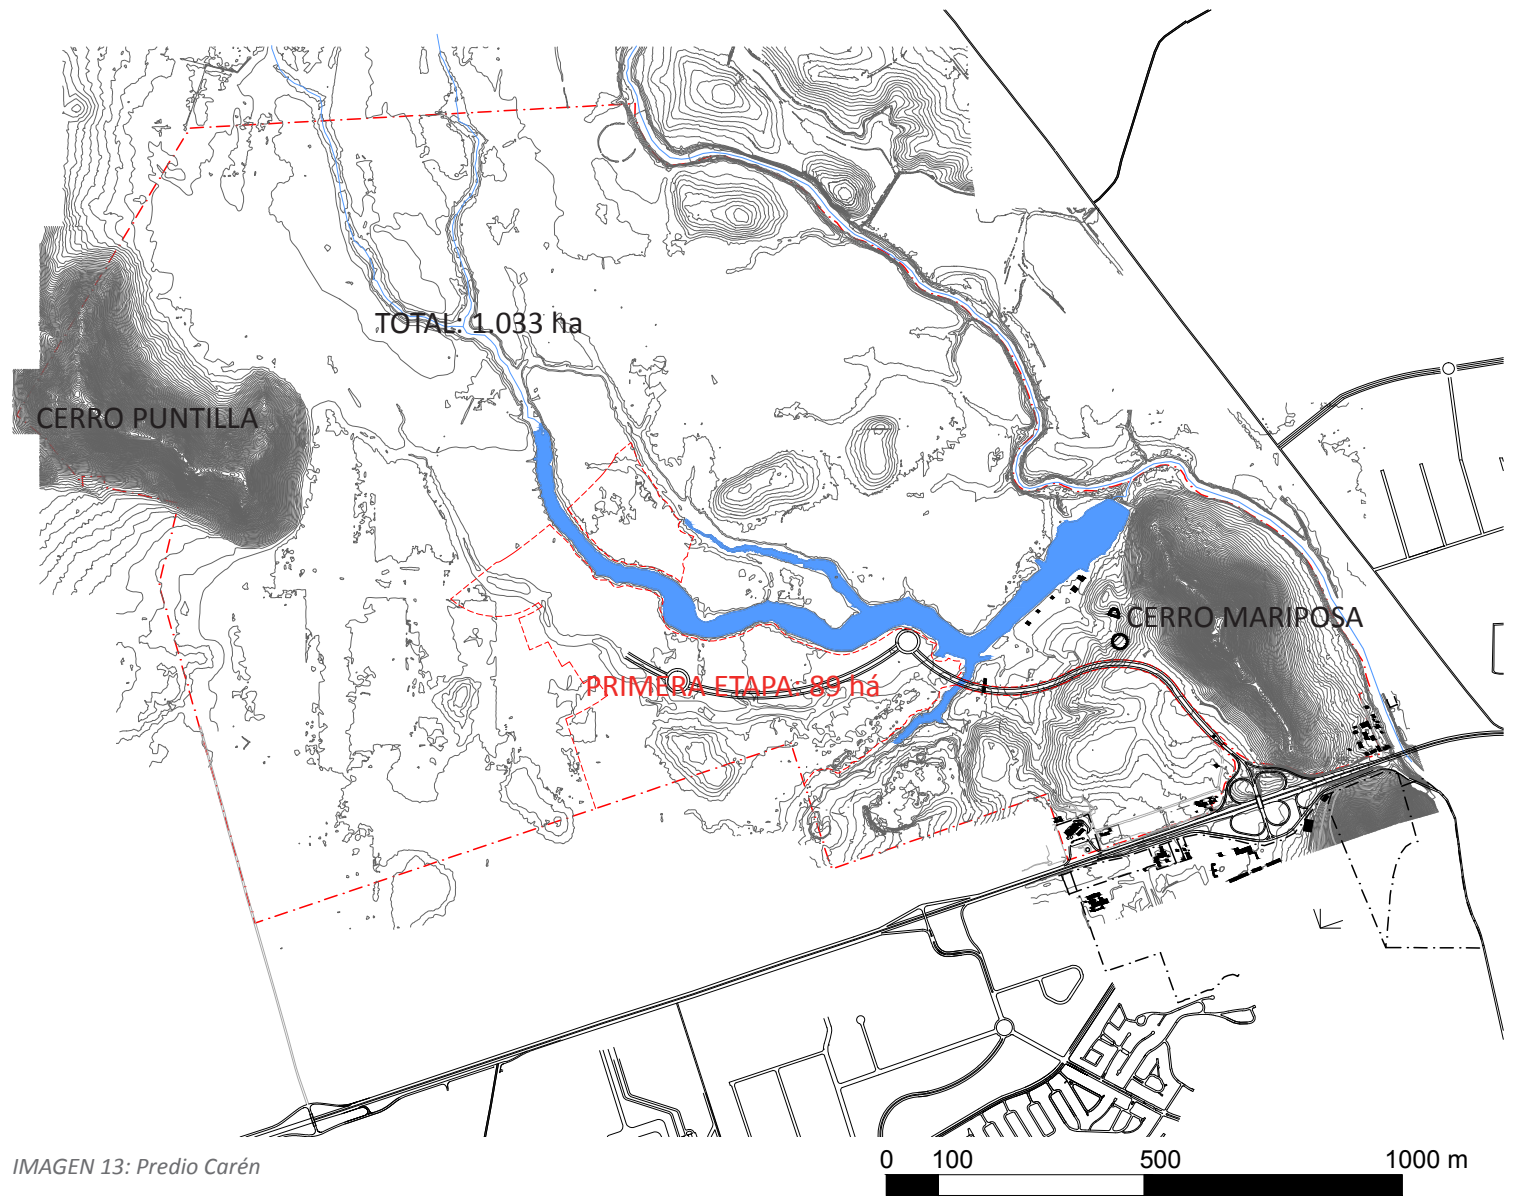 TOTAL: 1.033 ha
CERRO PUNTILLA
CERRO MARIPOSA
PRIMERA ETAPA: 89 há
IMAGEN 13: Predio Carén
0 100 500 1000 m